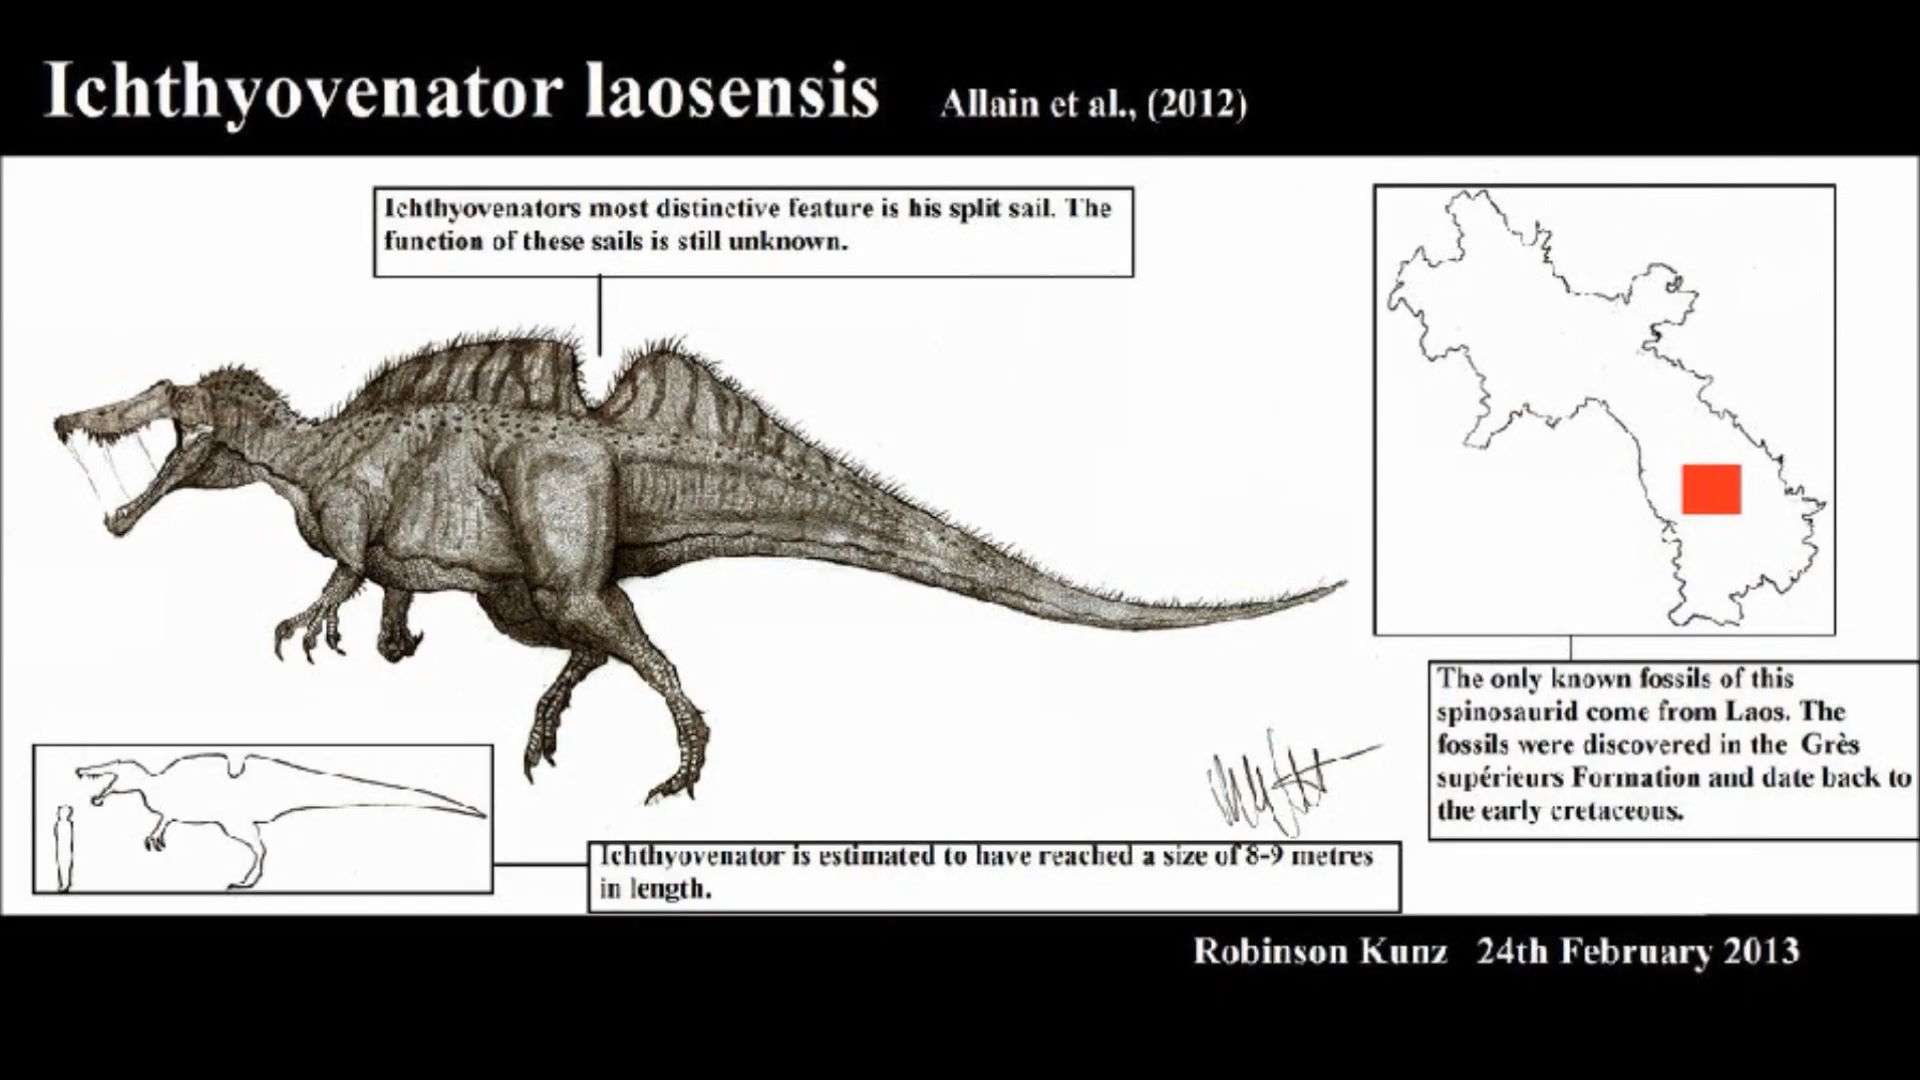 Ichthyovenator laosensis Allain et al., (2012)
Ichthyovenators most distinctive feature is his split sail. The
function of these sails is still unknown.
The only known fossils of this
spinosaurid come from Laos. The
fossils were discovered in the Grès
supérieurs Formation and date back to
the early cretaceous.
Ichthyovenator is estimated to have reached a size of 8-9 metres
in length.
Robinson Kunz 24th February 2013